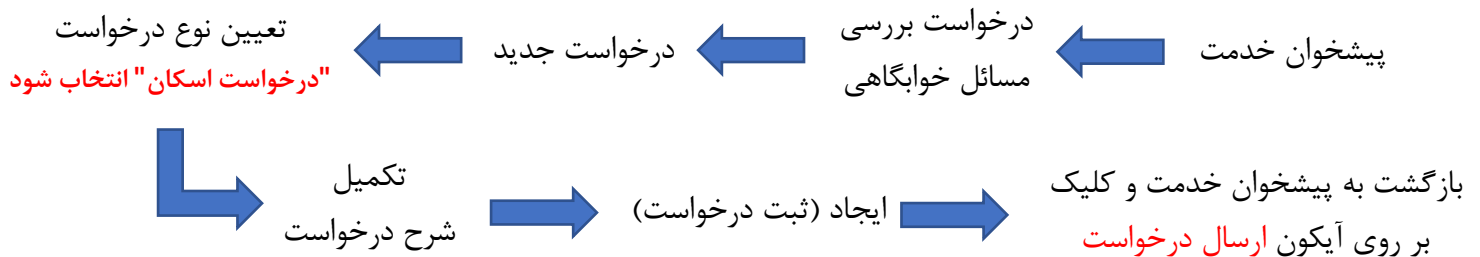 پیشخوان خدمت
درخواست بررسی
مسائل خوابگاهی
درخواست جدید
تعیین نوع درخواست
"درخواست اسکان" انتخاب شود
تکمیل
شرح درخواست
ایجاد (ثبت درخواست)
بازگشت به پیشخوان خدمت و کلیک
بر روی آیکون ارسال درخواست